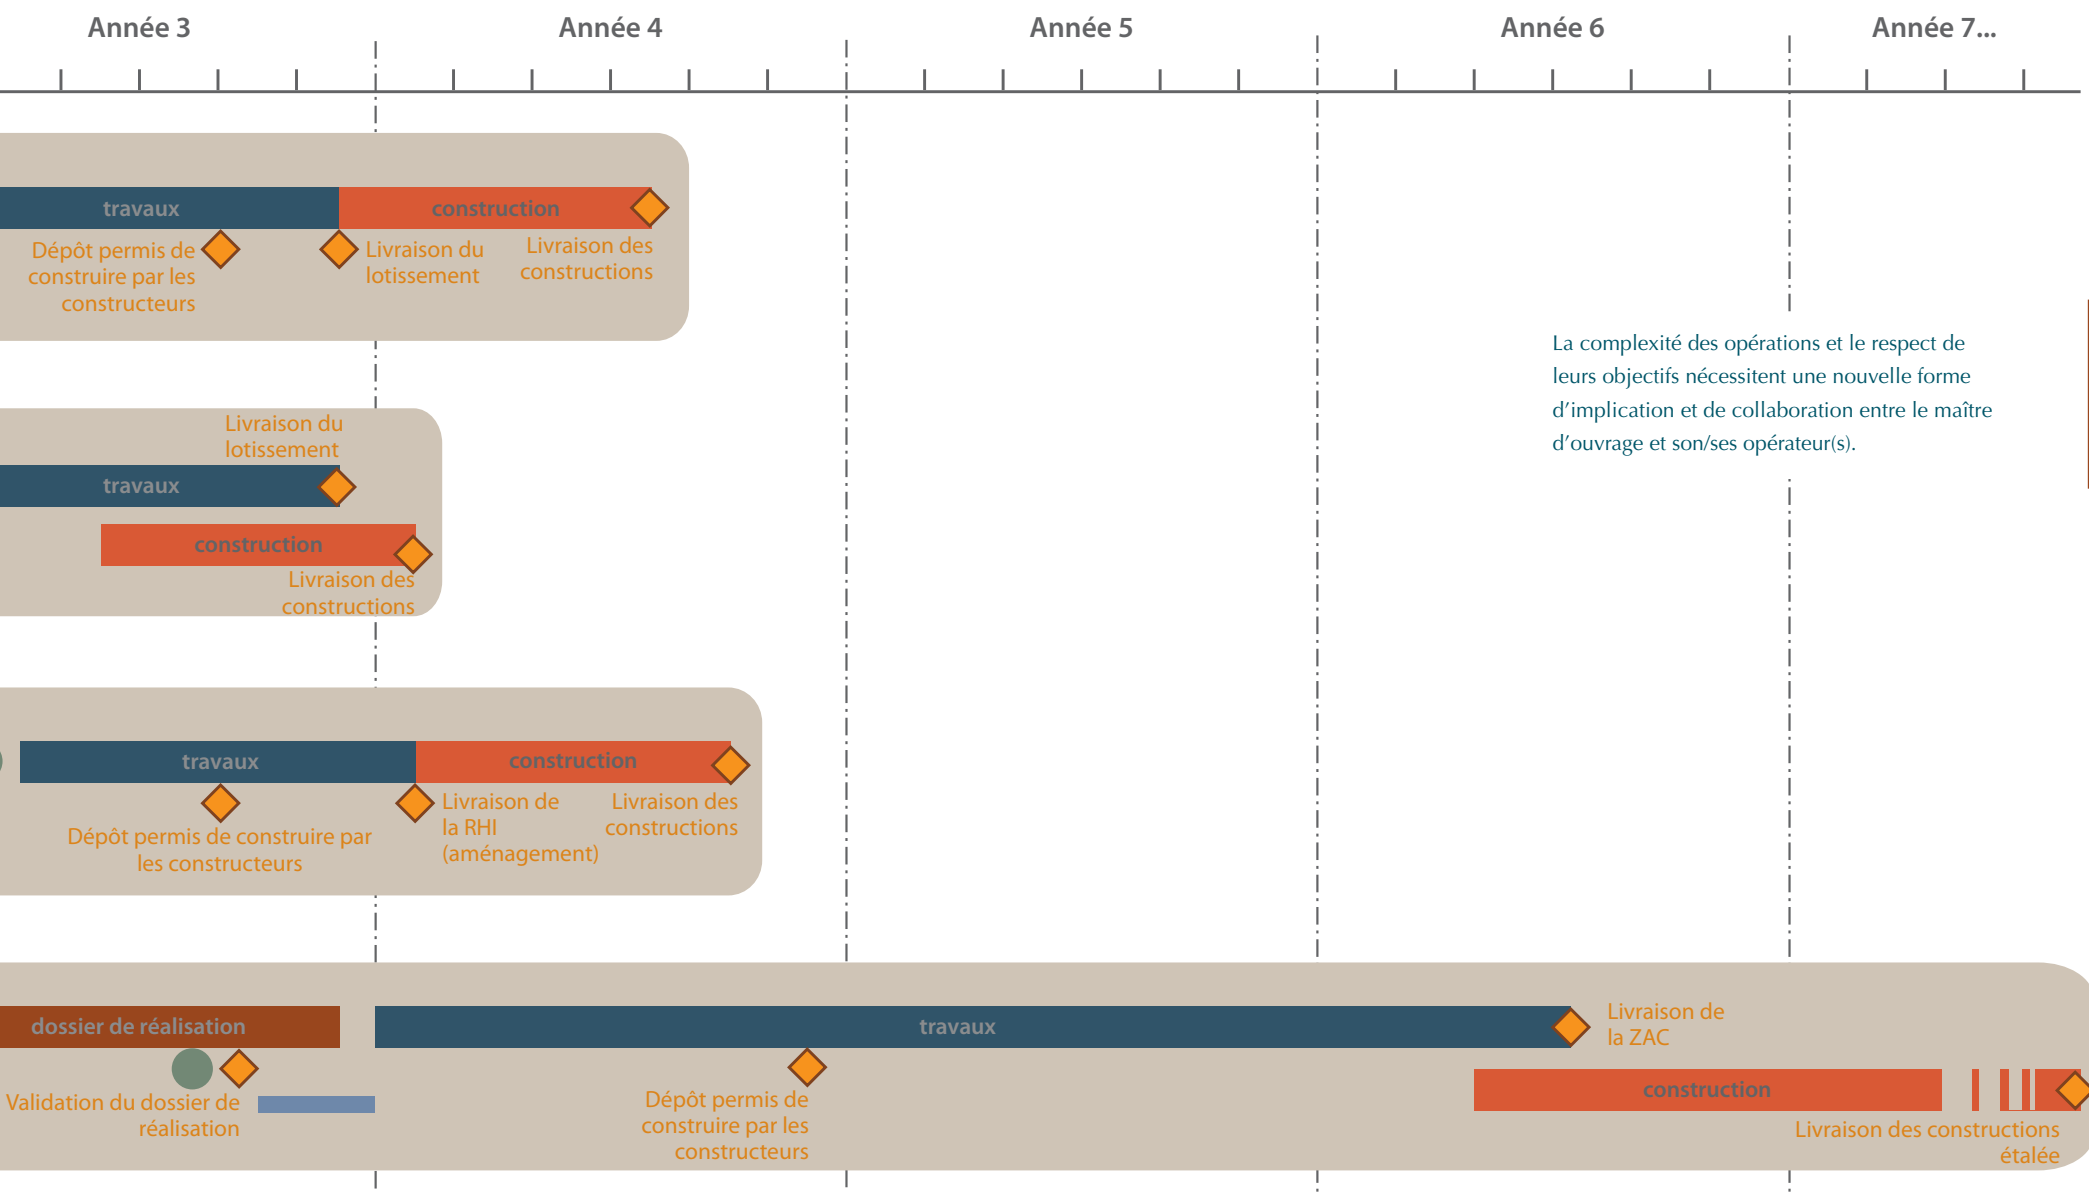 Année 3
Année 4
Année 5
Année 6
Année 7...
travaux
construction
Dépôt permis de
construire par les
constructeurs
Livraison du
lotissement
Livraison des
constructions
La complexité des opérations et le respect de
leurs objectifs nécessitent une nouvelle forme
d’implication et de collaboration entre le maître
d’ouvrage et son/ses opérateur(s).
Livraison du
lotissement
travaux
construction
Livraison des
constructions
travaux
construction
Dépôt permis de construire par
les constructeurs
Livraison de
la RHI
(aménagement)
Livraison des
constructions
dossier de réalisation
travaux
Livraison de
la ZAC
Validation du dossier de
réalisation
Dépôt permis de
construire par les
constructeurs
construction
Livraison des constructions
étalée